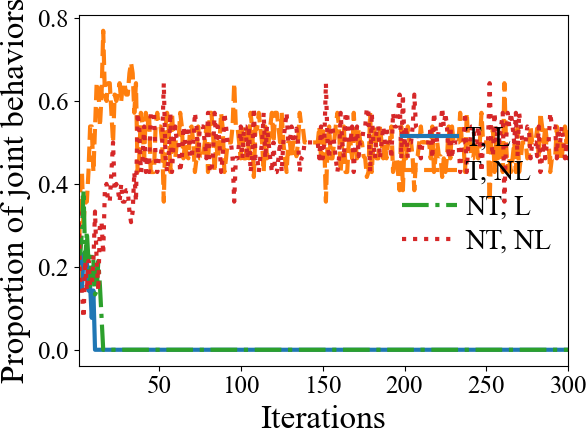 Proportion of joint behaviors
0.8
0.6
0.4
0.2
0.0
T, L
T, NL
NT, L
NT, NL
50
100
150
200
250
300
Iterations